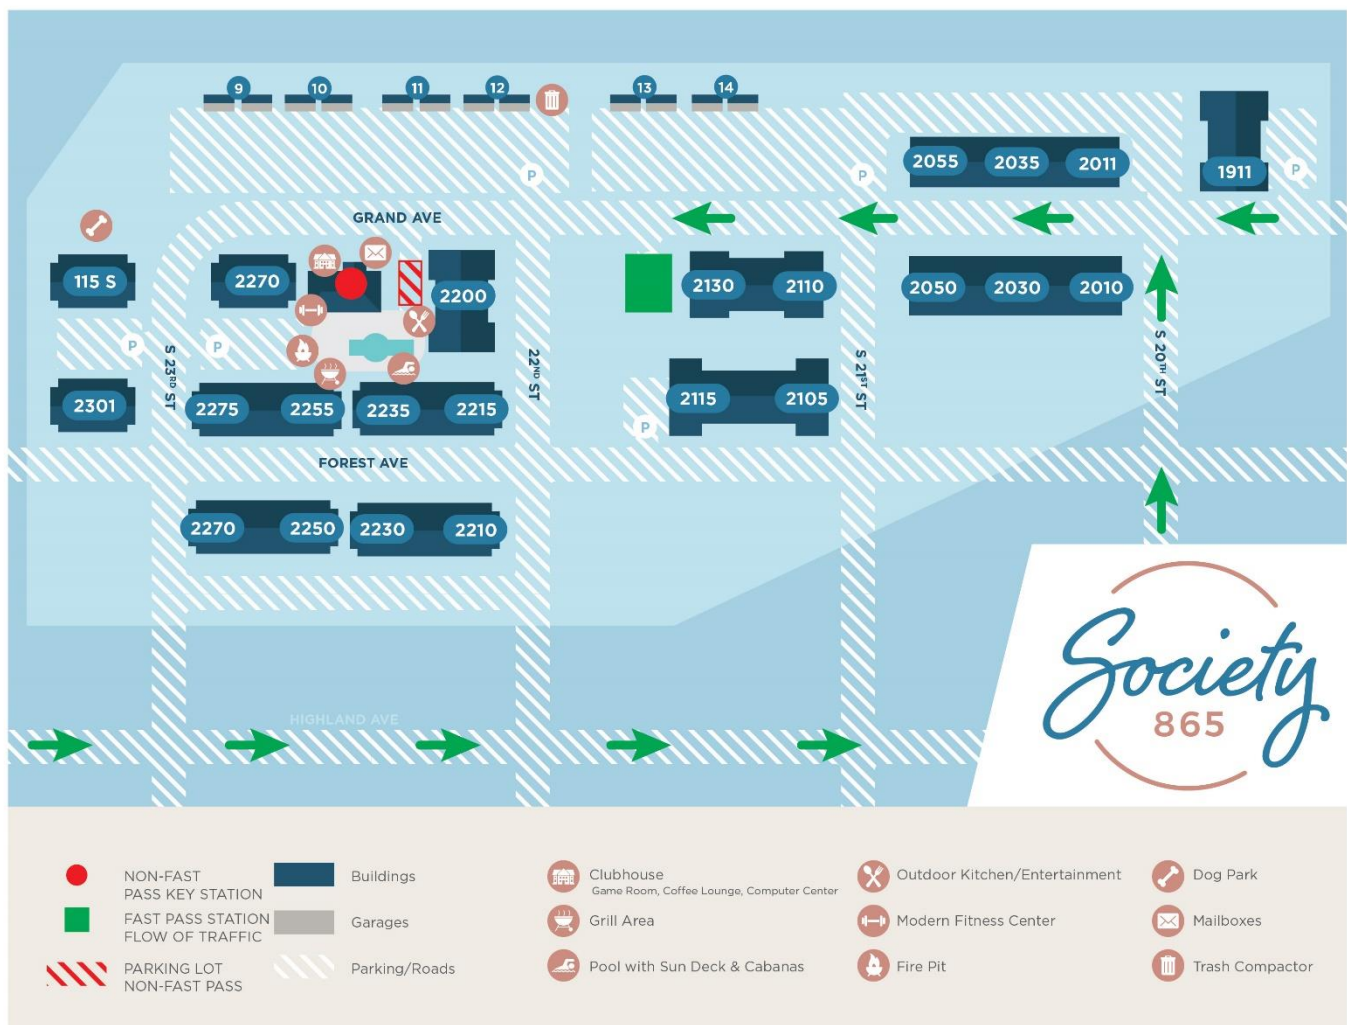 9
10
11
12
13
14
2055
2035
2011
1911
P
P
P
GRAND AVE
115 S
2270
2200
2130
2110
2050
2030
2010
P
P
S 23RD ST
22ND ST
S 21ST ST
S 20TH ST
2301
2275
2255
2235
2215
2115
2105
P
FOREST AVE
2270
2250
2230
2210
HIGHLAND AVE
Society
865
NON-FAST
PASS KEY STATION
FAST PASS STATION
FLOW OF TRAFFIC
PARKING LOT
NON-FAST PASS
Buildings
Garages
Parking/Roads
Clubhouse
Game Room, Coffee Lounge, Computer Center
Grill Area
Pool with Sun Deck & Cabanas
Outdoor Kitchen/Entertainment
Modern Fitness Center
Fire Pit
Dog Park
Mailboxes
Trash Compactor